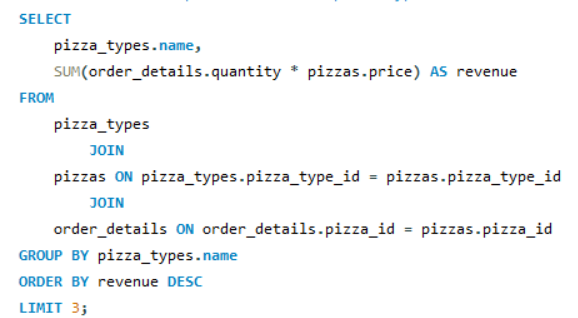 SELECT
    pizza_types.name,
    SUM(order_details.quantity * pizzas.price) AS revenue
FROM
    pizza_types
        JOIN
    pizzas ON pizza_types.pizza_type_id = pizzas.pizza_type_id
        JOIN
    order_details ON order_details.pizza_id = pizzas.pizza_id
GROUP BY pizza_types.name
ORDER BY revenue DESC
LIMIT 3;